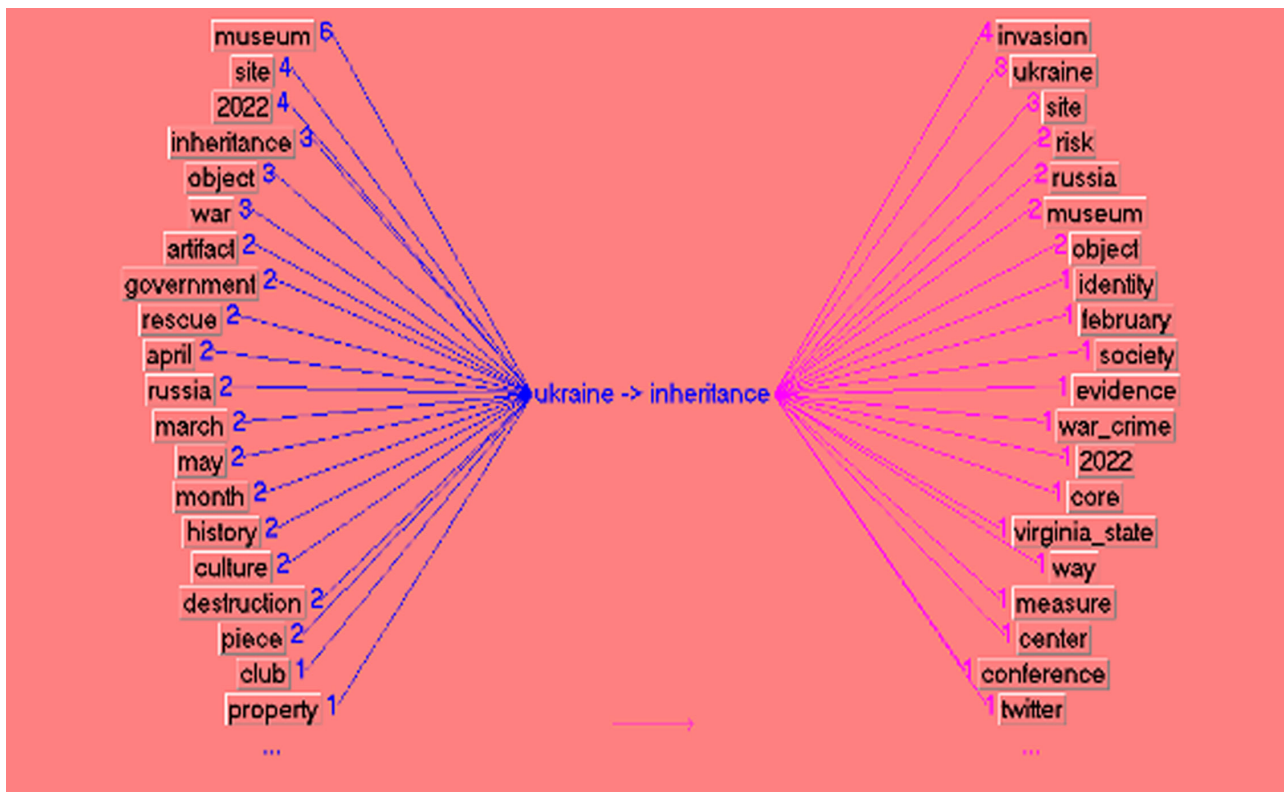 museum 6 4 invasion
site 4 3 ukraine
2022 4 3 site
inheritance 3 2 risk
object 3 2 russia
war 3 2 museum
artifact 2 2 object
government 2 1 identity
rescue 2 1 february
april 2 1 society
russia 2 ukraine -> inheritance 1 evidence
march 2 1 war_crime
may 2 1 2022
month 2 1 core
history 2 1 virginia_state
culture 2 1 way
destruction 2 1 measure
piece 2 1 center
club 1 1 conference
property 1 1 twitter
... ...